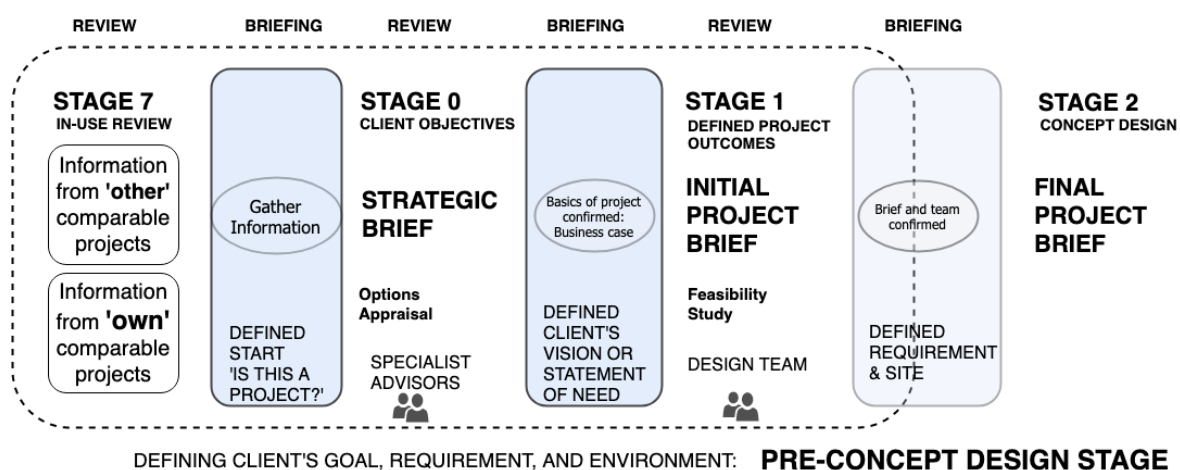 REVIEW
BRIEFING
REVIEW
BRIEFING
REVIEW
BRIEFING
STAGE 7
IN-USE REVIEW
Information
from 'other'
comparable
projects
Information
from 'own'
comparable
projects
Gather
Information
DEFINED
START
'IS THIS A
PROJECT?'
STAGE 0
CLIENT OBJECTIVES
STRATEGIC
BRIEF
Options
Appraisal
SPECIALIST
ADVISORS
Basics of project
confirmed:
Business case
DEFINED
CLIENT'S
VISION OR
STATEMENT
OF NEED
STAGE 1
DEFINED PROJECT
OUTCOMES
INITIAL
PROJECT
BRIEF
Feasibility
Study
DESIGN TEAM
Brief and team
confirmed
DEFINED
REQUIREMENT
& SITE
STAGE 2
CONCEPT DESIGN
FINAL
PROJECT
BRIEF
DEFINING CLIENT'S GOAL, REQUIREMENT, AND ENVIRONMENT: PRE-CONCEPT DESIGN STAGE